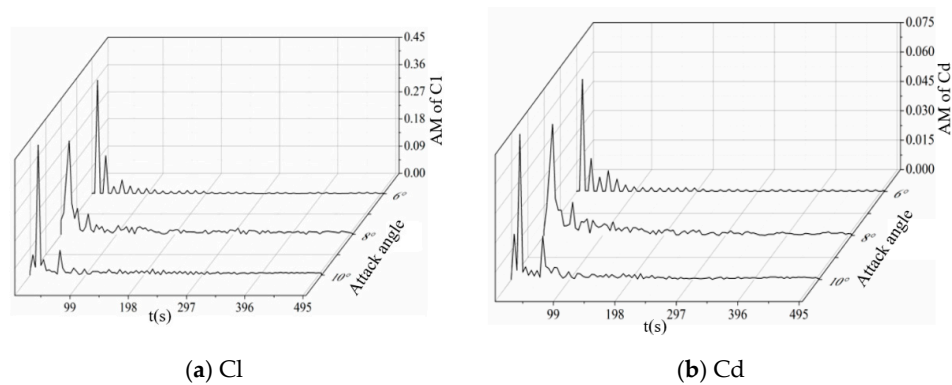 0.45
0.36
0.27
0.18
0.09
0.00
AM of Cl
6°
8°
10°
Attack angle
99 198 297 396 495
t(s)
(a) Cl
0.075
0.060
0.045
0.030
0.015
0.000
AM of Cd
6°
8°
10°
Attack angle
99 198 297 396 495
t(s)
(b) Cd